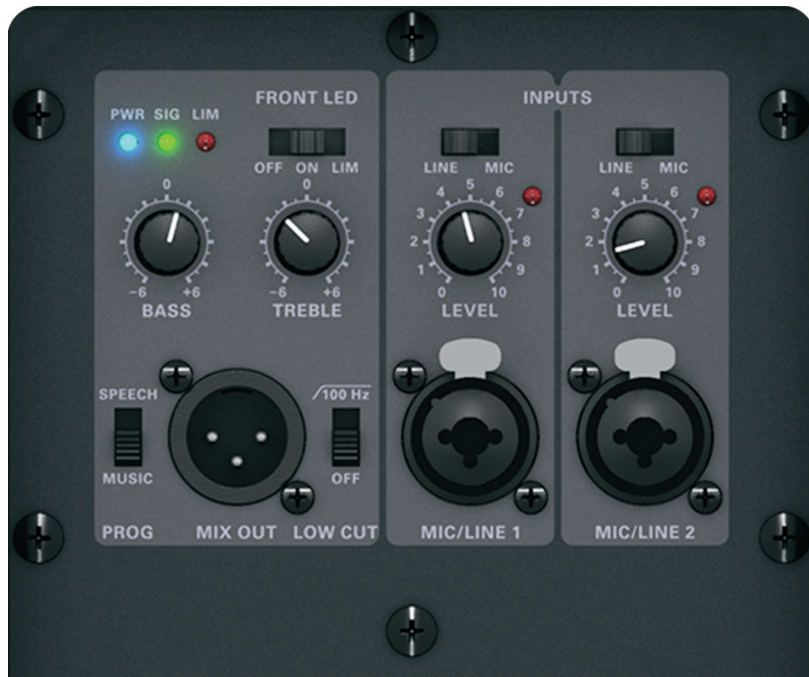 FRONT LED
INPUTS
PWR SIG LIM
OFF ON LIM
LINE MIC
LINE MIC
0
0
0 1 2 3 4 5 6 7 8 9 10
0 1 2 3 4 5 6 7 8 9 10
-6 +6
-6 +6
BASS
TREBLE
LEVEL
LEVEL
SPEECH
100 Hz
MUSIC
OFF
PROG
MIX OUT
LOW CUT
MIC/LINE 1
MIC/LINE 2